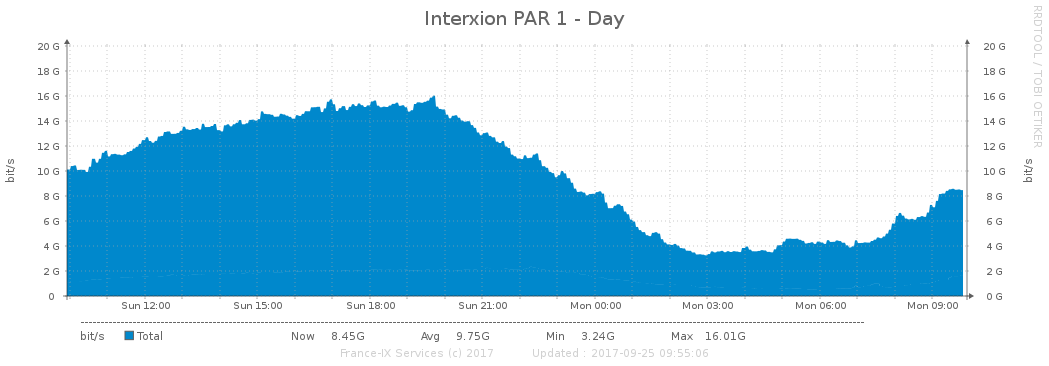 Interxion PAR 1 - Day
RRDTOOL / TOBI OETIKER
bit/s
20 G 20 G
18 G 18 G
16 G 16 G
14 G 14 G
12 G 12 G
10 G 10 G
8 G 8 G
6 G 6 G
4 G 4 G
2 G 2 G
0 0 G
bit/s
Sun 12:00 Sun 15:00 Sun 18:00 Sun 21:00 Mon 00:00 Mon 03:00 Mon 06:00 Mon 09:00
bit/s Total Now 8.45G Avg 9.75G Min 3.24G Max 16.01G
France-IX Services (c) 2017 Updated : 2017-09-25 09:55:06